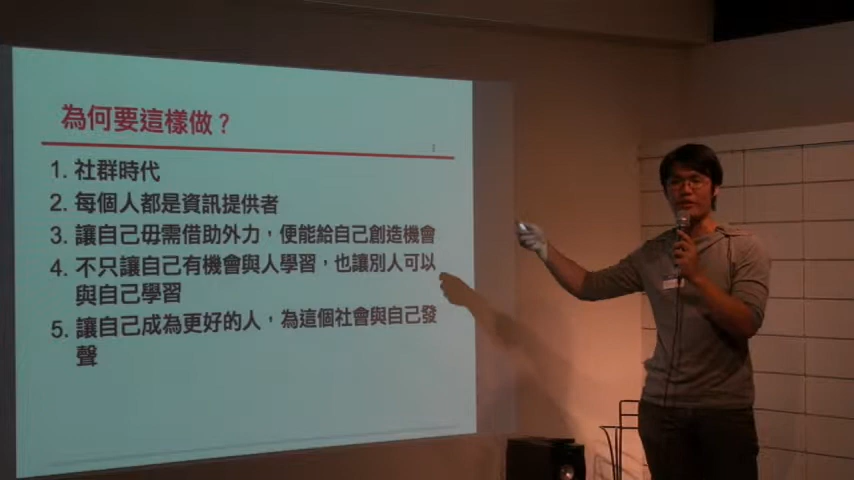 為何要這樣做？
1. 社群時代
2. 每個人都是資訊提供者
3. 讓自己毋需借助外力，便能給自己創造機會
4. 不只讓自己有機會與人學習，也讓別人可以
與自己學習
5. 讓自己成為更好的人，為這個社會與自己發
聲